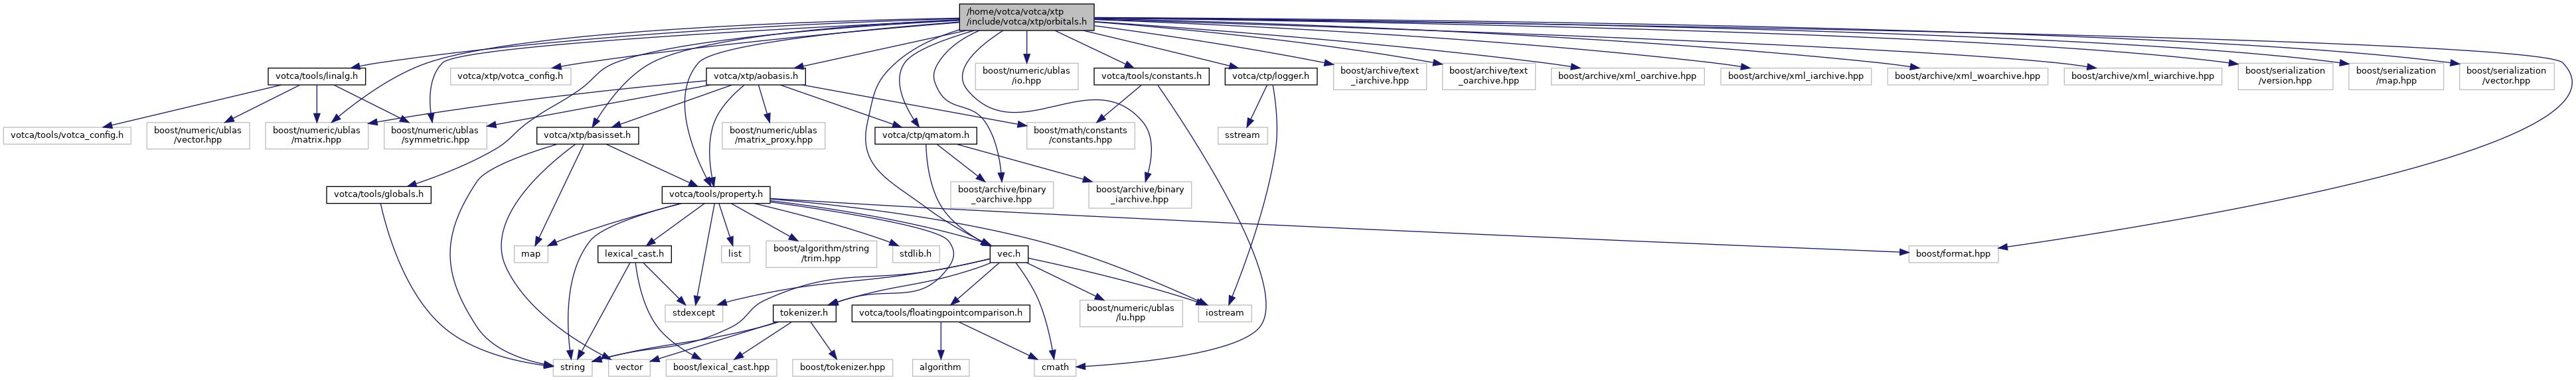 /home/votca/votca/xtp
/include/votca/xtp/orbitals.h
votca/tools/linalg.h
votca/xtp/votca_config.h
votca/xtp/aobasis.h
boost/numeric/ublas
/io.hpp
votca/tools/constants.h
votca/ctp/logger.h
boost/archive/text
_iarchive.hpp
boost/archive/text
_oarchive.hpp
boost/archive/xml_oarchive.hpp
boost/archive/xml_iarchive.hpp
boost/archive/xml_woarchive.hpp
boost/archive/xml_wiarchive.hpp
boost/serialization
/version.hpp
boost/serialization
/map.hpp
boost/serialization
/vector.hpp
votca/tools/votca_config.h
boost/numeric/ublas
/vector.hpp
boost/numeric/ublas
/matrix.hpp
boost/numeric/ublas
/symmetric.hpp
votca/xtp/basisset.h
boost/numeric/ublas
/matrix_proxy.hpp
votca/ctp/qmatom.h
boost/math/constants
/constants.hpp
sstream
votca/tools/globals.h
votca/tools/property.h
boost/archive/binary
_oarchive.hpp
boost/archive/binary
_iarchive.hpp
map
lexical_cast.h
list
boost/algorithm/string
/trim.hpp
stdlib.h
vec.h
boost/format.hpp
stdexcept
tokenizer.h
votca/tools/floatingpointcomparison.h
boost/numeric/ublas
/lu.hpp
iostream
string
vector
boost/lexical_cast.hpp
boost/tokenizer.hpp
algorithm
cmath